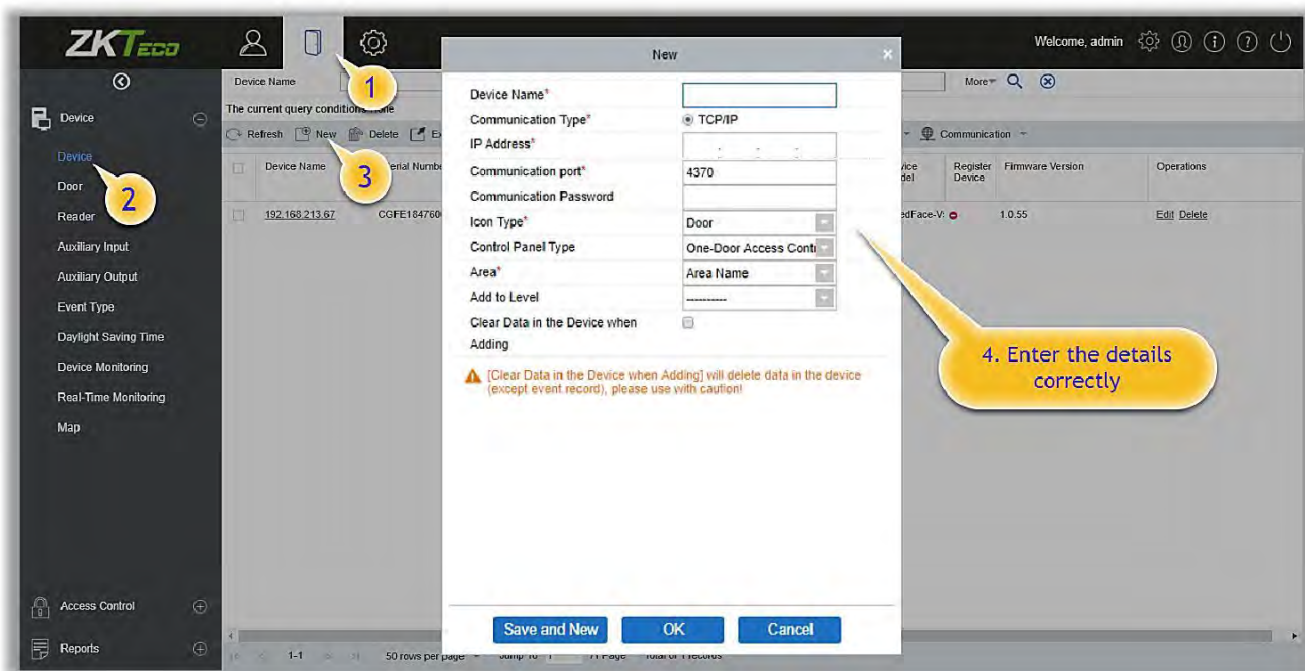 ZKTeco
Welcome, admin
Device Name
More
1
The current query conditions
Refresh New Delete
Communication
Device
Device
Door
Reader
Auxiliary Input
Auxiliary Output
Event Type
Daylight Saving Time
Device Monitoring
Real-Time Monitoring
Map
Access Control
Reports
2
3
Device Name
Register
Device
Firmware Version
Operations
192.168.213.67
1.0.55
Edit Delete
New
Device Name*
Communication Type*
TCP/IP
IP Address*
Communication port*
4370
Communication Password
Icon Type*
Door
Control Panel Type
One-Door Access Contr
Area*
Area Name
Add to Level
----------
Clear Data in the Device when
Adding
[Clear Data in the Device when Adding] will delete data in the device
(except event record), please use with caution!
4. Enter the details
correctly
Save and New
OK
Cancel
1-1
50 rows per page